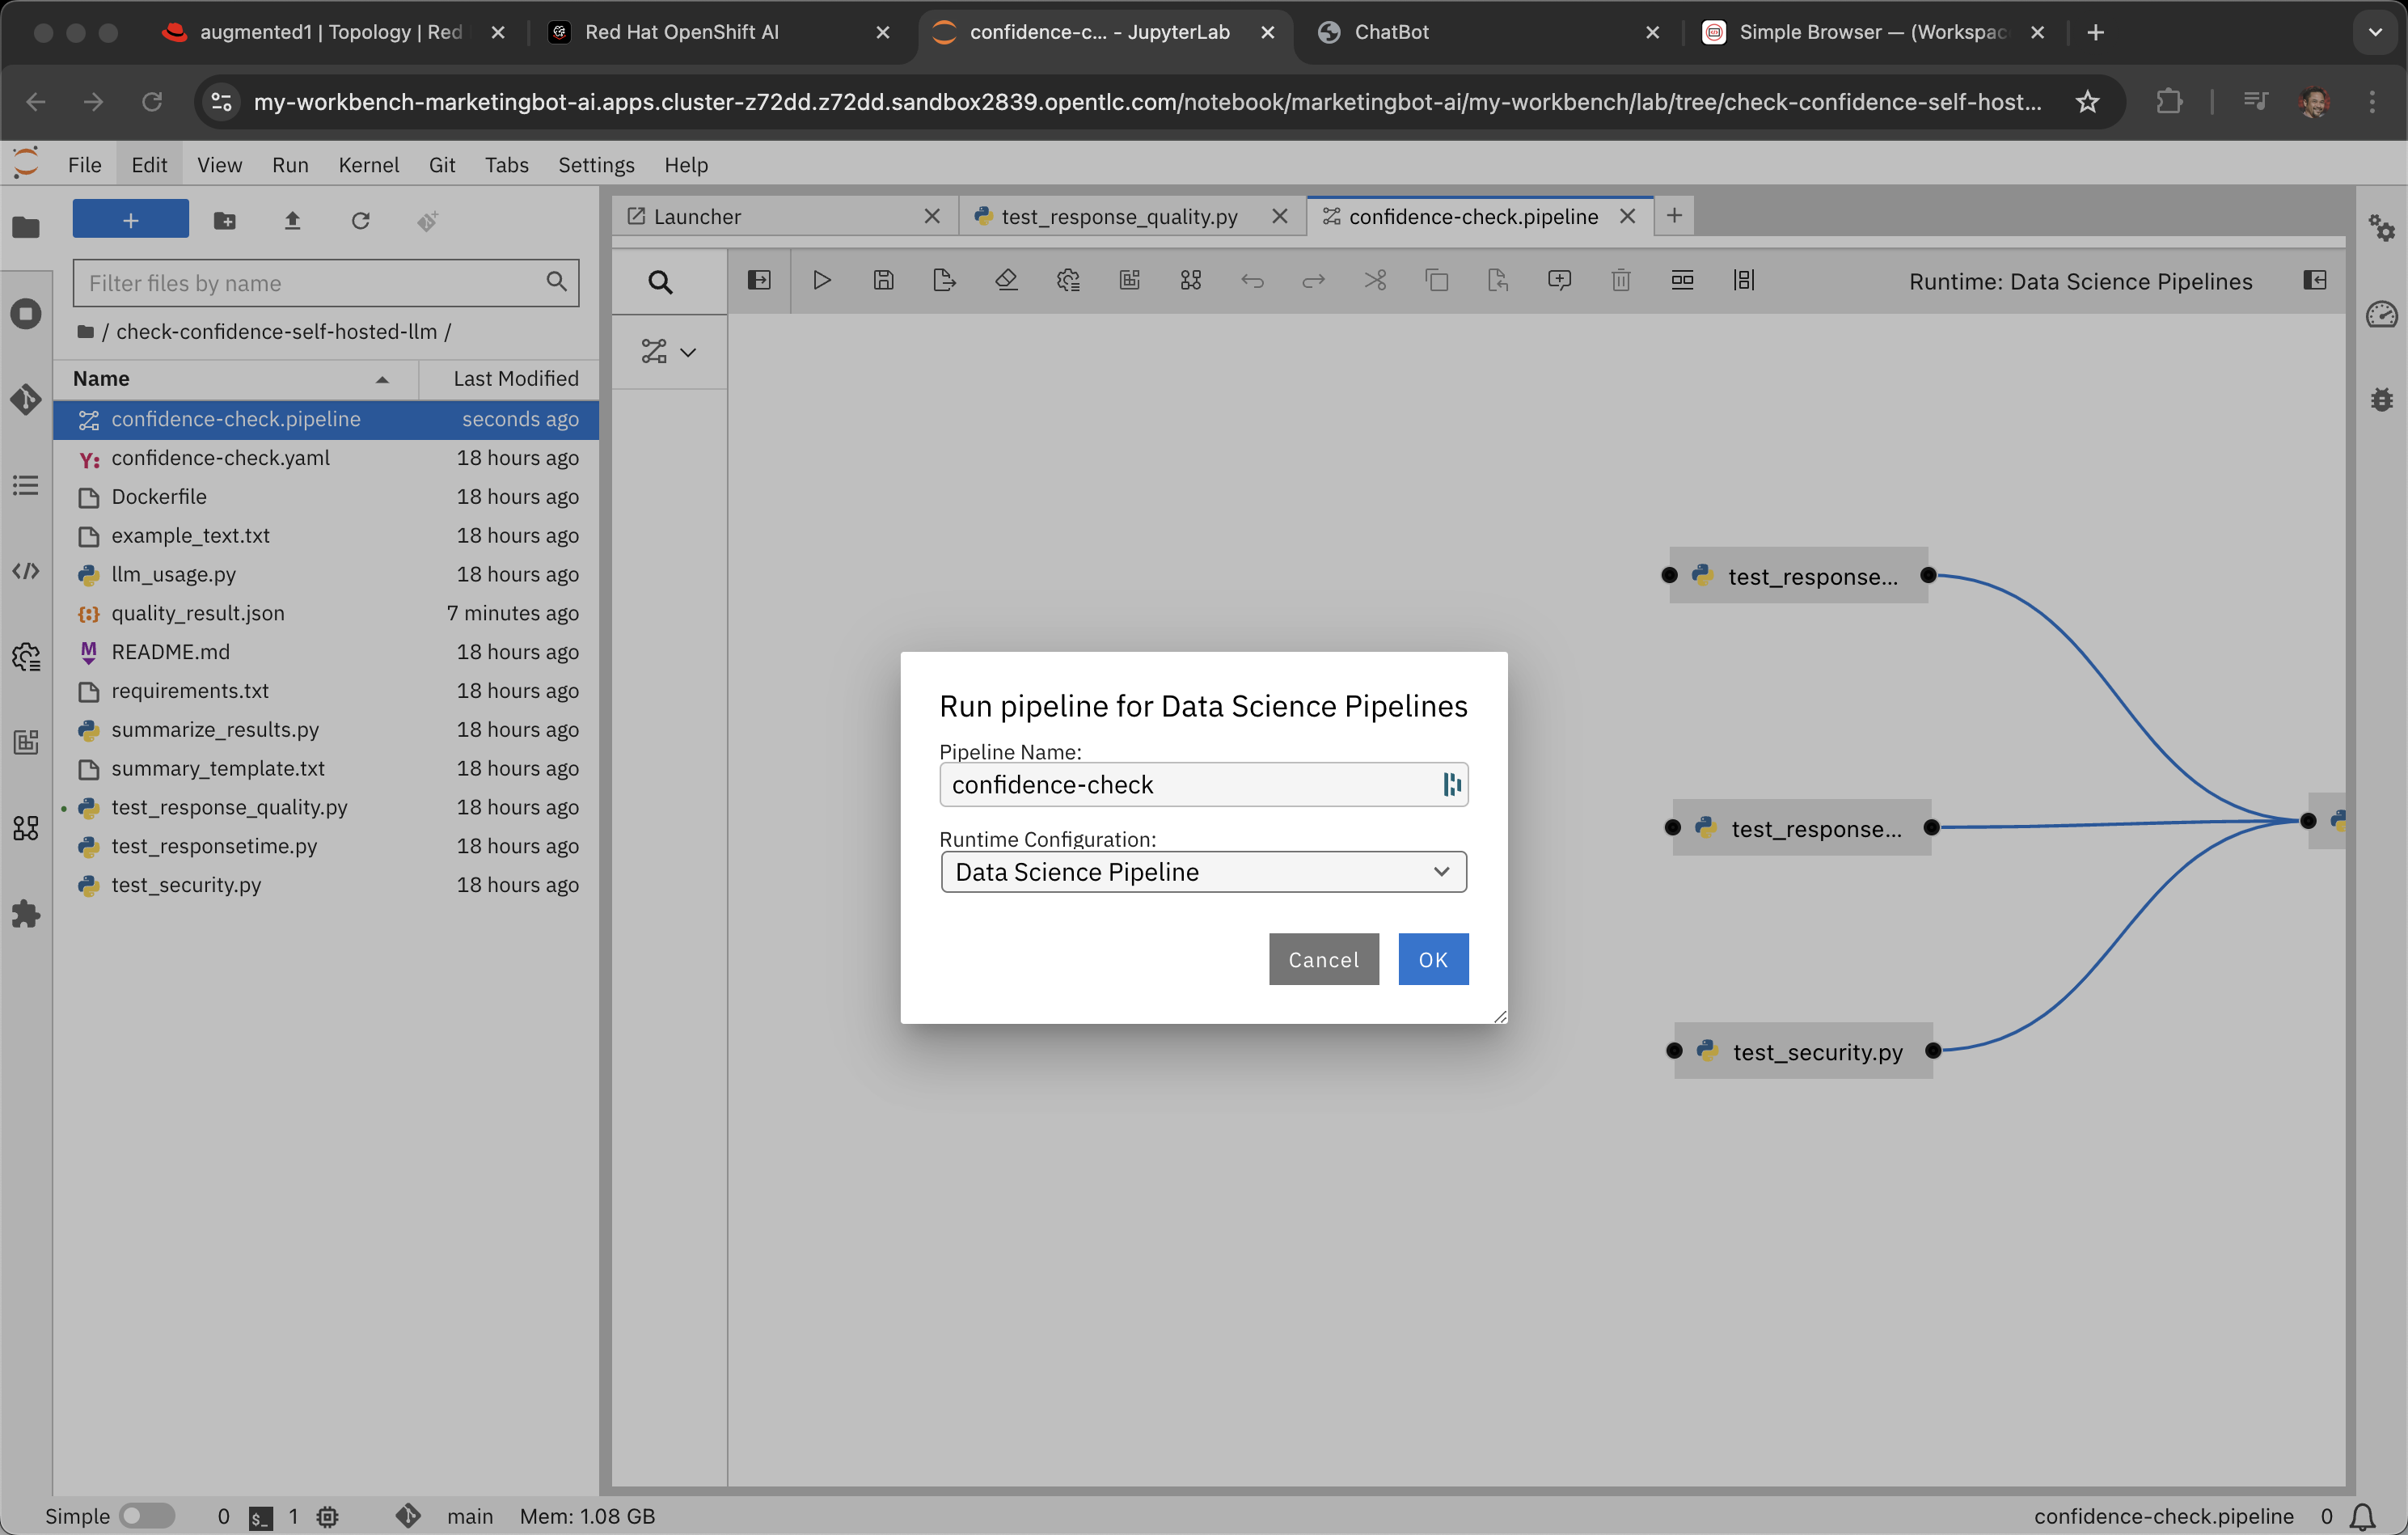 augmented1 | Topology | Red
Red Hat OpenShift AI
confidence-c... - JupyterLab
ChatBot
Simple Browser — (Workspac
my-workbench-marketingbot-ai.apps.cluster-z72dd.z72dd.sandbox2839.opentlc.com/notebook/marketingbot-ai/my-workbench/lab/tree/check-confidence-self-host...
File Edit View Run Kernel Git Tabs Settings Help
Launcher
test_response_quality.py
confidence-check.pipeline
Filter files by name
Runtime: Data Science Pipelines
/ check-confidence-self-hosted-llm /
Name Last Modified
confidence-check.pipeline seconds ago
confidence-check.yaml 18 hours ago
Dockerfile 18 hours ago
example_text.txt 18 hours ago
llm_usage.py 18 hours ago
quality_result.json 7 minutes ago
README.md 18 hours ago
requirements.txt 18 hours ago
summarize_results.py 18 hours ago
summary_template.txt 18 hours ago
test_response_quality.py 18 hours ago
test_responsetime.py 18 hours ago
test_security.py 18 hours ago
test_response...
test_response...
test_security.py
Run pipeline for Data Science Pipelines
Pipeline Name:
confidence-check
Runtime Configuration:
Data Science Pipeline
Cancel OK
Simple 0 $_ 1 main Mem: 1.08 GB confidence-check.pipeline 0